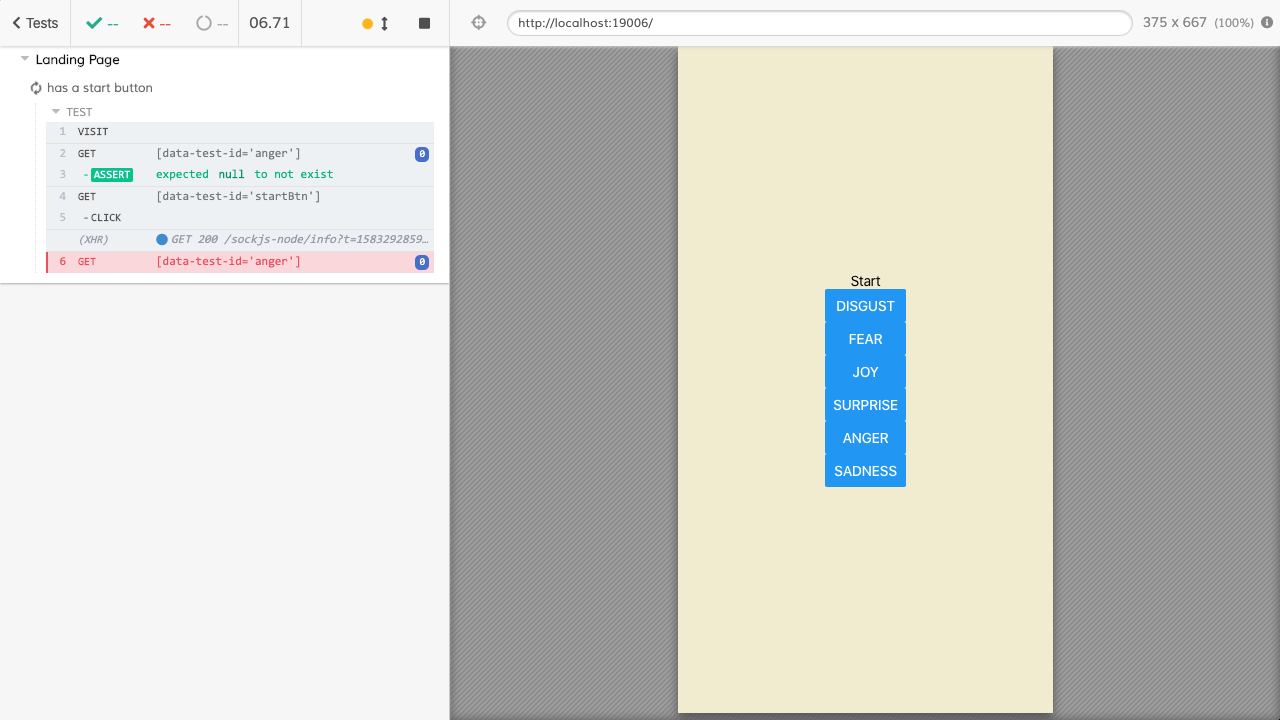 Tests
--
--
--
06.71
http://localhost:19006/
375 x 667 (100%)
Landing Page
has a start button
TEST
1 VISIT
2 GET [data-test-id='anger'] 0
3 -ASSERT expected null to not exist
4 GET [data-test-id='startBtn']
5 -CLICK
(XHR) GET 200 /sockjs-node/info?t=1583292859…
6 GET [data-test-id='anger'] 0
Start
DISGUST
FEAR
JOY
SURPRISE
ANGER
SADNESS